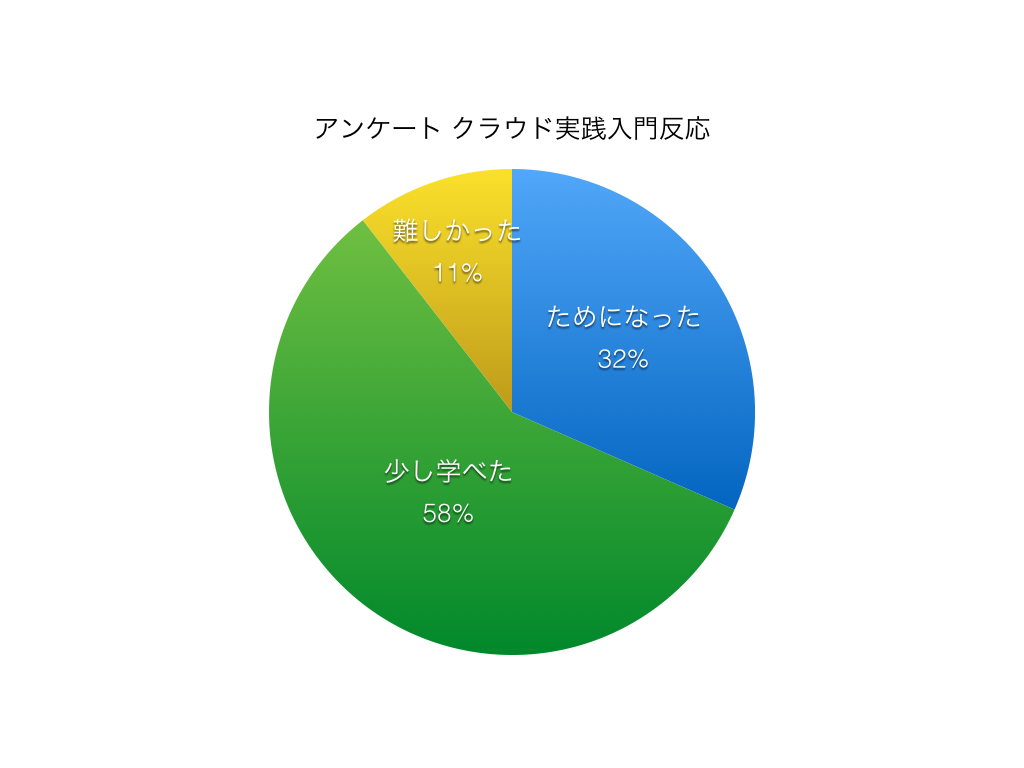 アンケート クラウド実践入門反応
難しかった
11%
ためになった
32%
少し学べた
58%